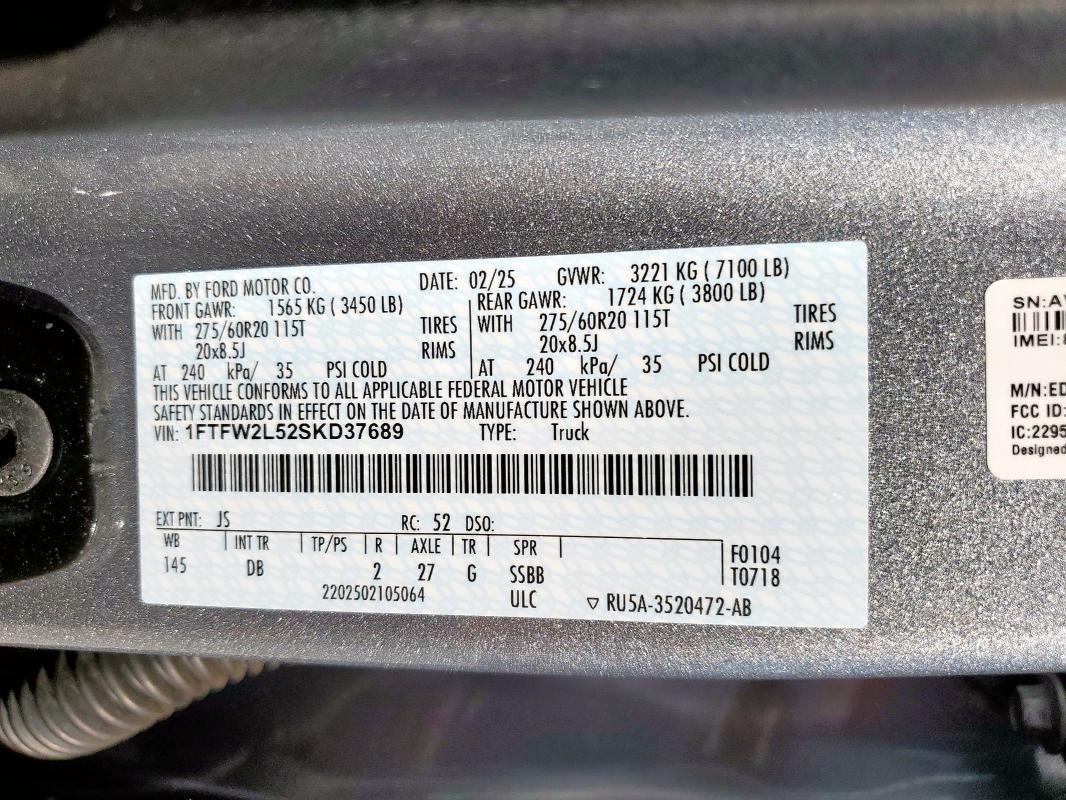 MFD. BY FORD MOTOR CO. DATE: 02/25 GVWR: 3221 KG ( 7100 LB)
FRONT GAWR: 1565 KG ( 3450 LB) REAR GAWR: 1724 KG ( 3800 LB)
WITH 275/60R20 115T TIRES WITH 275/60R20 115T TIRES
20x8.5J RIMS 20x8.5J RIMS
AT 240 kPa/ 35 PSI COLD AT 240 kPa/ 35 PSI COLD
THIS VEHICLE CONFORMS TO ALL APPLICABLE FEDERAL MOTOR VEHICLE
SAFETY STANDARDS IN EFFECT ON THE DATE OF MANUFACTURE SHOWN ABOVE.
VIN: 1FTFW2L52SKD37689 TYPE: Truck
EXT PNT: JS RC: 52 DSO:
WB INT TR TP/PS R AXLE TR SPR F0104
145 DB 2 27 G SSBB T0718
2202502105064 ULC ▽ RU5A-3520472-AB
SN:AV
IMEI:8
M/N:ED
FCC ID:
IC:2295
Designed